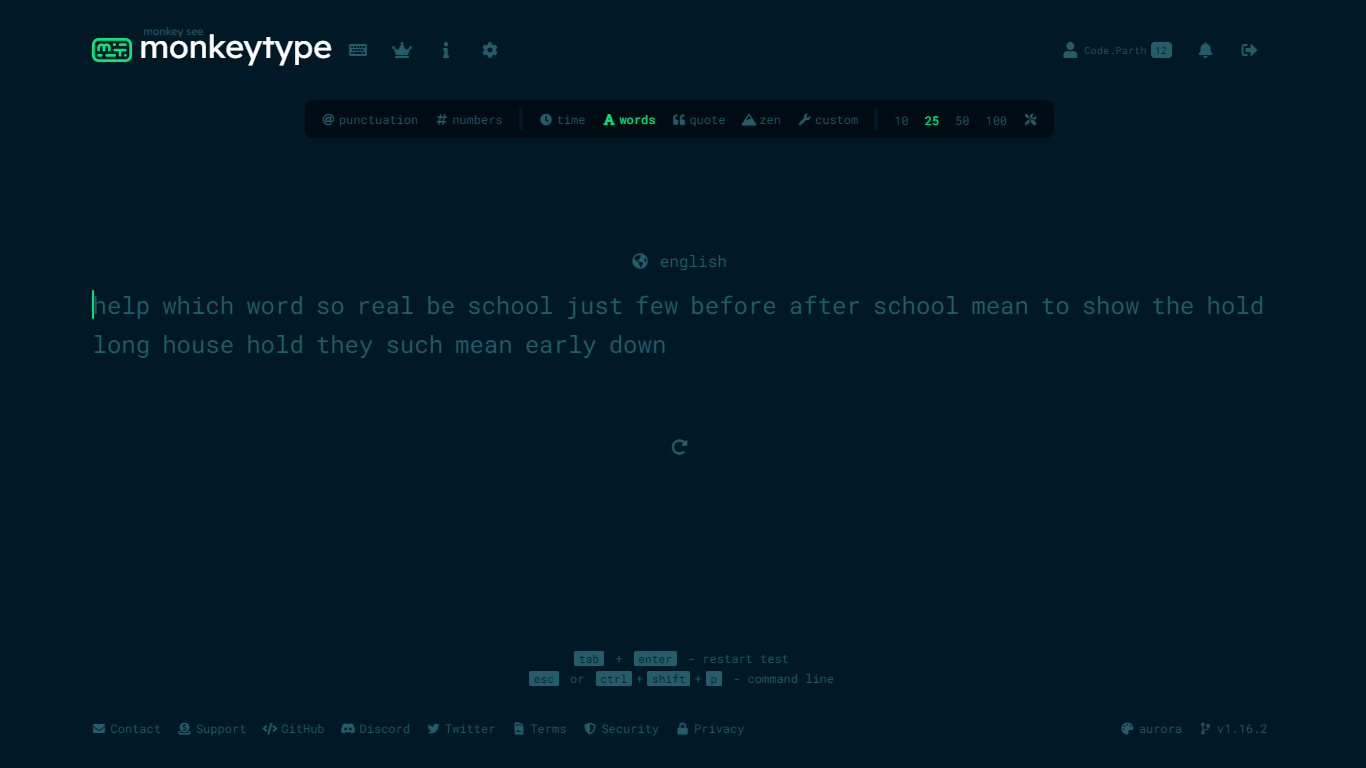 monkey see
monkeytype
Code.Parth 12
@ punctuation # numbers time A words quote zen custom 10 25 50 100
english
help which word so real be school just few before after school mean to show the hold
long house hold they such mean early down
tab + enter - restart test
esc or ctrl + shift + p - command line
Contact Support GitHub Discord Twitter Terms Security Privacy aurora v1.16.2